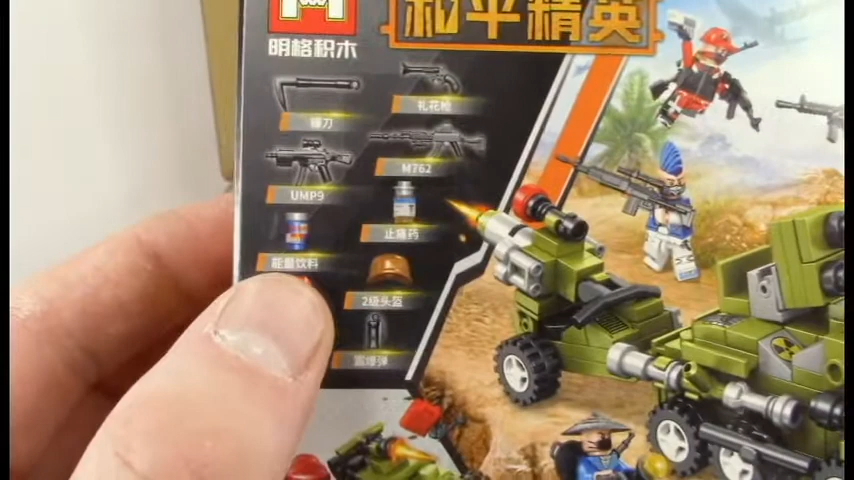 和平精英
明格积木
镰刀
礼花枪
UMP9
M762
能量饮料
止痛药
2级头盔
震爆弹